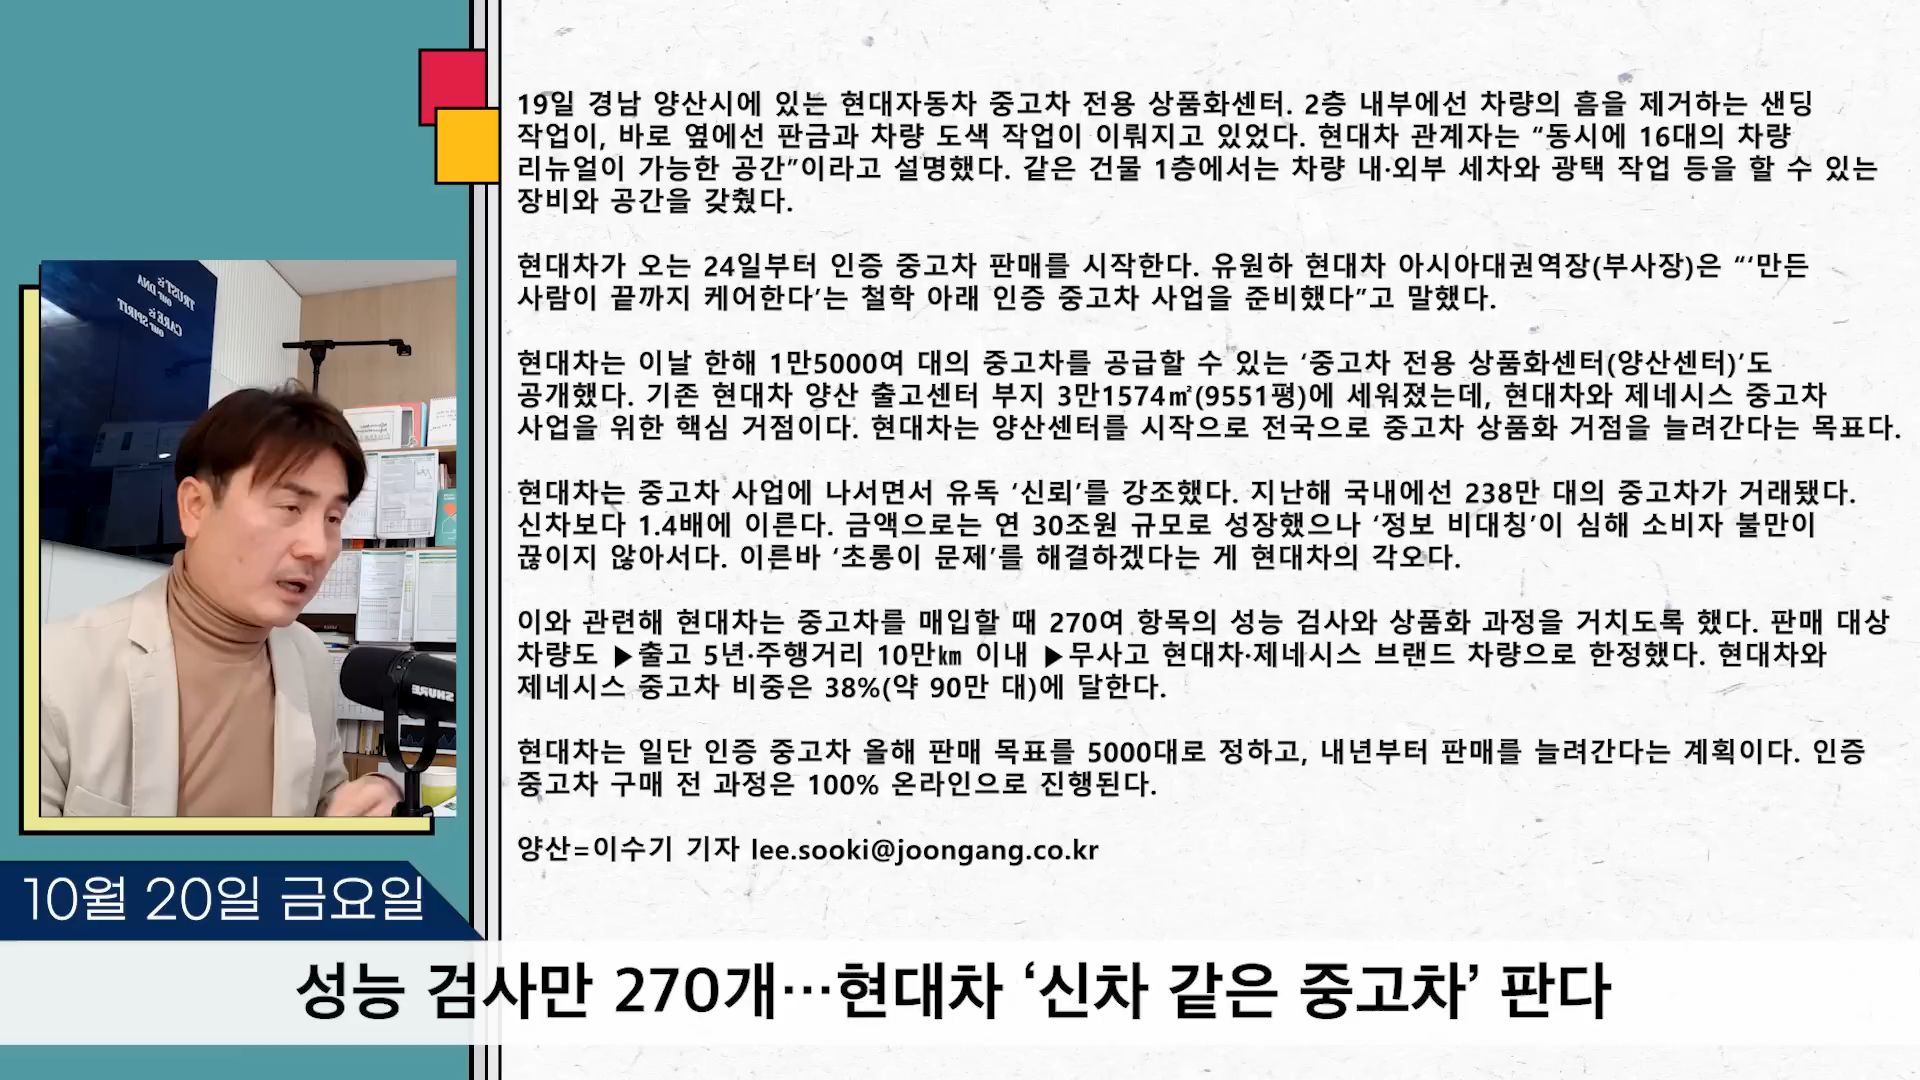 19일 경남 양산시에 있는 현대자동차 중고차 전용 상품화센터. 2층 내부에선 차량의 흠을 제거하는 샌딩
작업이, 바로 옆에선 판금과 차량 도색 작업이 이뤄지고 있었다. 현대차 관계자는 “동시에 16대의 차량
리뉴얼이 가능한 공간”이라고 설명했다. 같은 건물 1층에서는 차량 내·외부 세차와 광택 작업 등을 할 수 있는
장비와 공간을 갖췄다.
현대차가 오는 24일부터 인증 중고차 판매를 시작한다. 유원하 현대차 아시아대권역장(부사장)은 “‘만든
사람이 끝까지 케어한다’는 철학 아래 인증 중고차 사업을 준비했다”고 말했다.
현대차는 이날 한해 1만5000여 대의 중고차를 공급할 수 있는 ‘중고차 전용 상품화센터(양산센터)’도
공개했다. 기존 현대차 양산 출고센터 부지 3만1574㎡(9551평)에 세워졌는데, 현대차와 제네시스 중고차
사업을 위한 핵심 거점이다. 현대차는 양산센터를 시작으로 전국으로 중고차 상품화 거점을 늘려간다는 목표다.
현대차는 중고차 사업에 나서면서 유독 ‘신뢰’를 강조했다. 지난해 국내에선 238만 대의 중고차가 거래됐다.
신차보다 1.4배에 이른다. 금액으로는 연 30조원 규모로 성장했으나 ‘정보 비대칭’이 심해 소비자 불만이
끊이지 않아서다. 이른바 ‘초롱이 문제’를 해결하겠다는 게 현대차의 각오다.
이와 관련해 현대차는 중고차를 매입할 때 270여 항목의 성능 검사와 상품화 과정을 거치도록 했다. 판매 대상
차량도 ▶출고 5년·주행거리 10만㎞ 이내 ▶무사고 현대차·제네시스 브랜드 차량으로 한정했다. 현대차와
제네시스 중고차 비중은 38%(약 90만 대)에 달한다.
현대차는 일단 인증 중고차 올해 판매 목표를 5000대로 정하고, 내년부터 판매를 늘려간다는 계획이다. 인증
중고차 구매 전 과정은 100% 온라인으로 진행된다.
양산=이수기 기자 lee.sooki@joongang.co.kr
TRUST is
our DNA
CARE is
our SPIRIT
SHURE
10월 20일 금요일
성능 검사만 270개…현대차 ‘신차 같은 중고차’ 판다